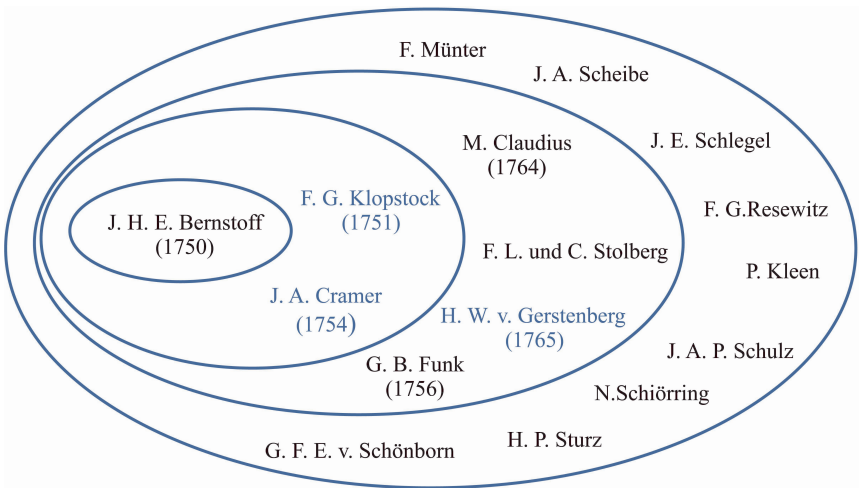 F. Münter
J. A. Scheibe
M. Claudius
(1764)
J. E. Schlegel
F. G. Klopstock
(1751)
J. H. E. Bernstoff
(1750)
F. G.Resewitz
F. L. und C. Stolberg
P. Kleen
J. A. Cramer
(1754)
H. W. v. Gerstenberg
(1765)
J. A. P. Schulz
G. B. Funk
(1756)
N.Schiörring
H. P. Sturz
G. F. E. v. Schönborn